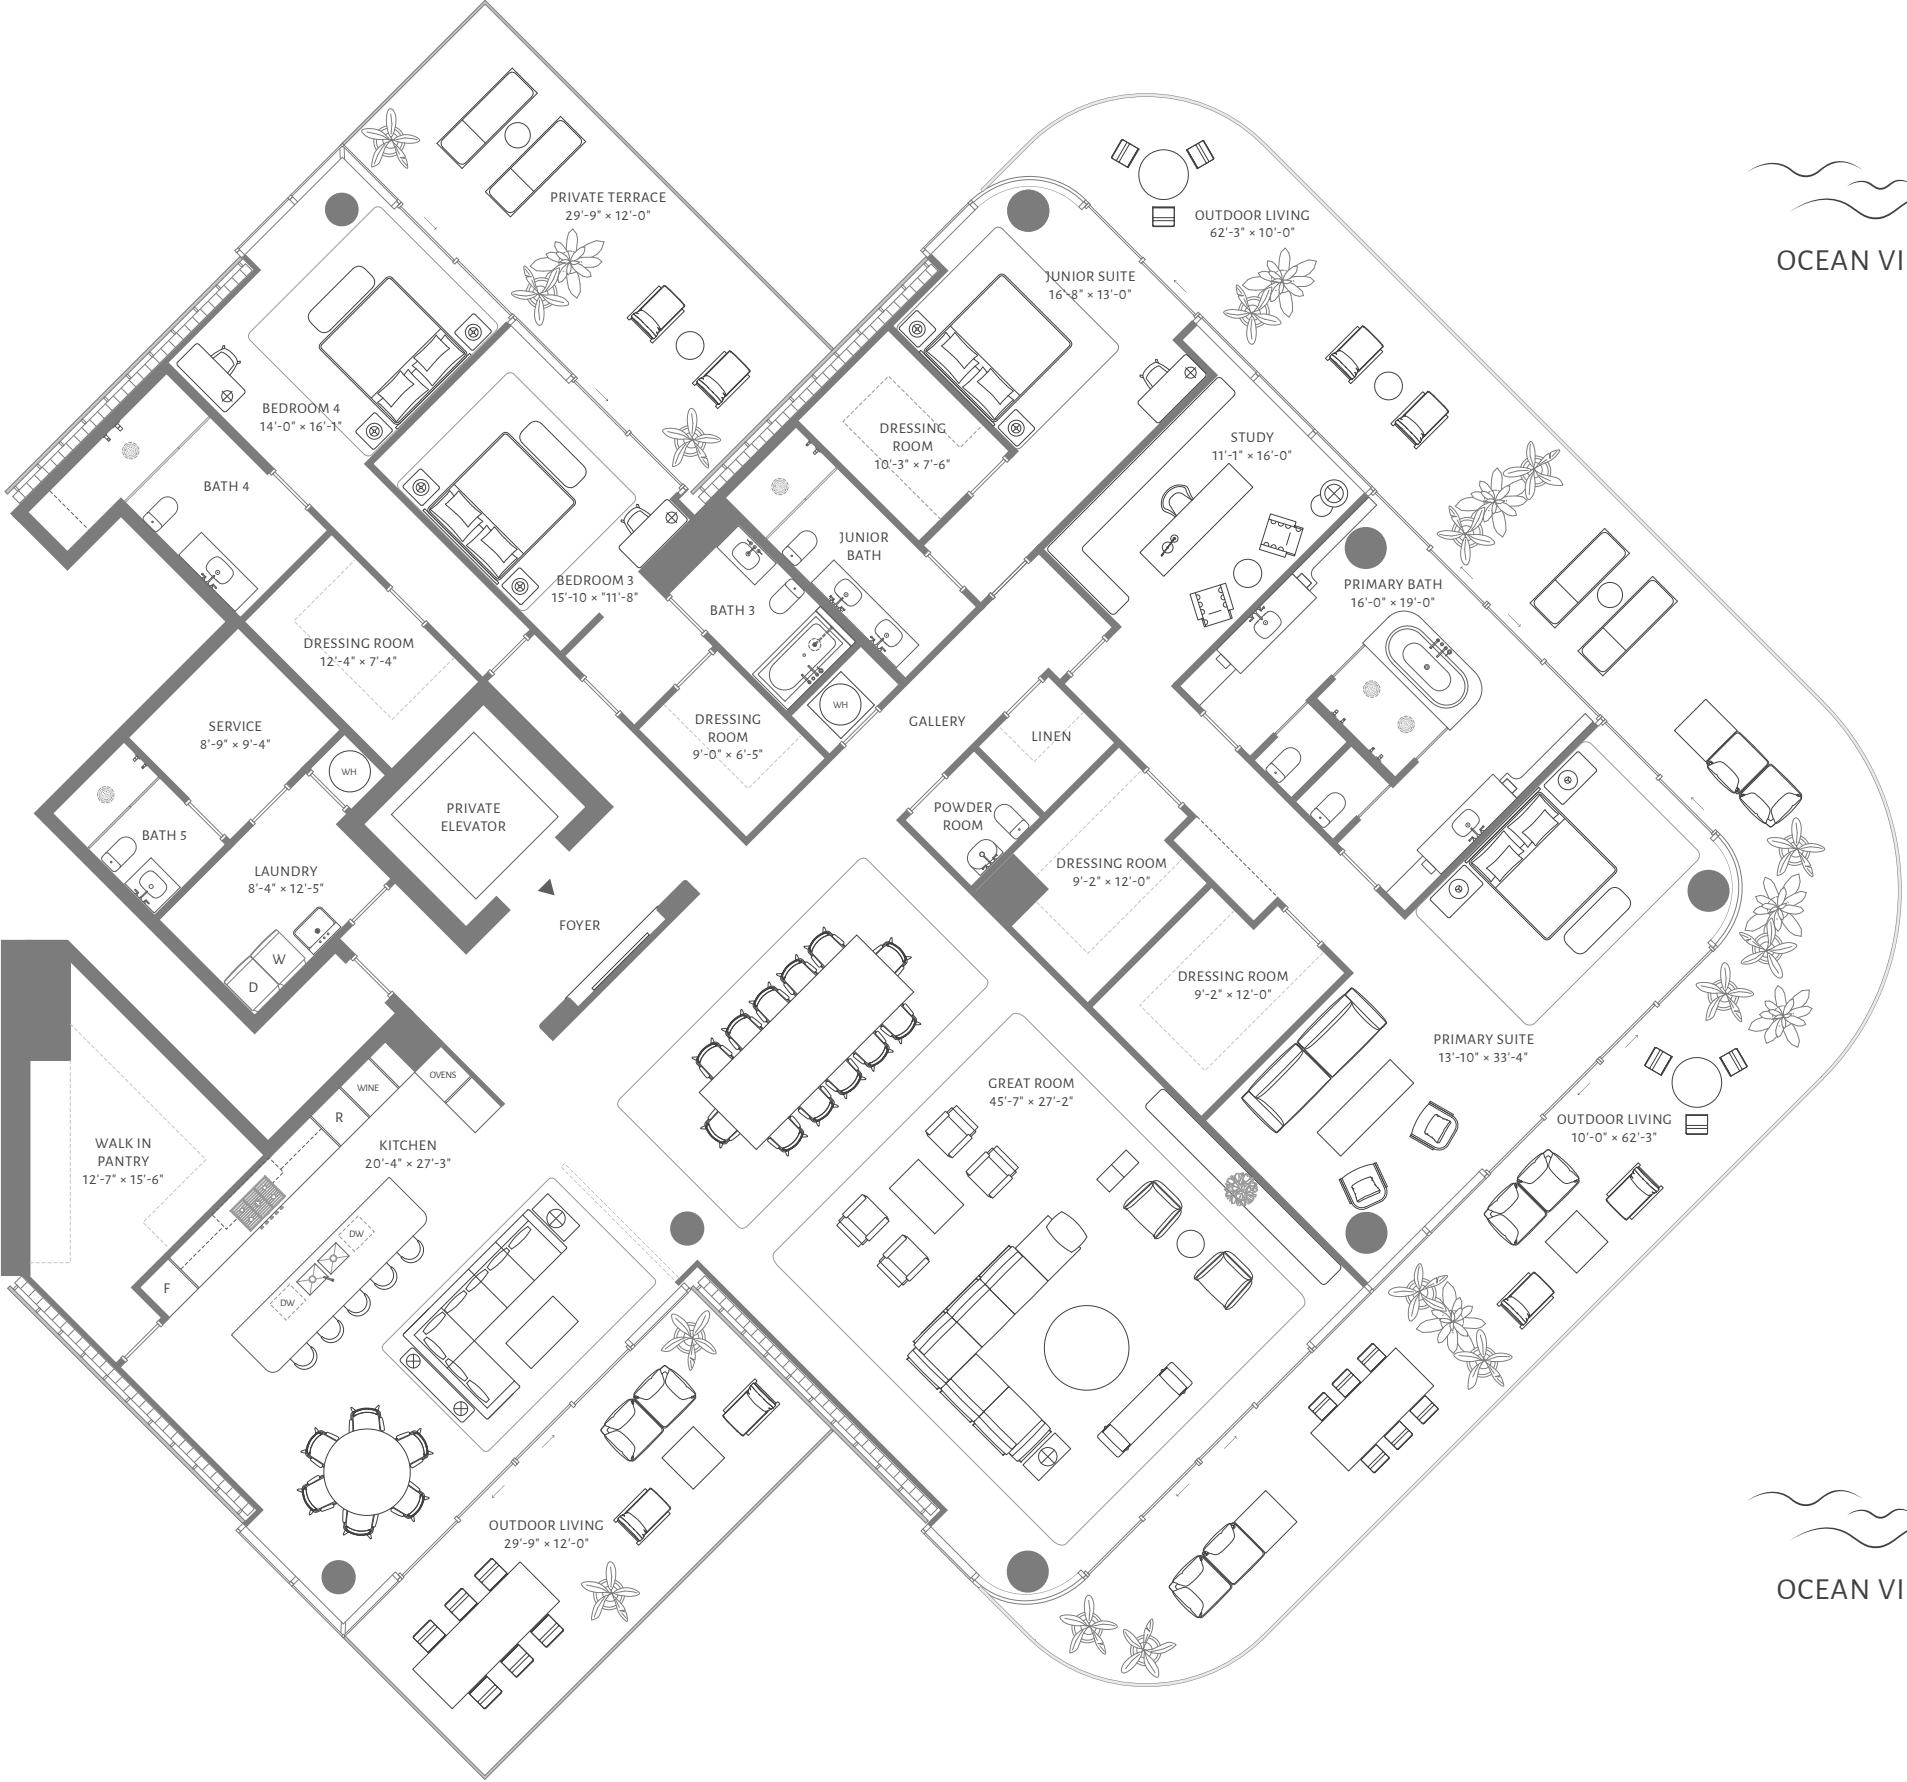 PRIVATE TERRACE
29'-9" × 12'-0"
OUTDOOR LIVING
62'-3" × 10'-0"
OCEAN VI
JUNIOR SUITE
16'-8" × 13'-0"
BEDROOM 4
14'-0" × 16'-1"
DRESSING
ROOM
10'-3" × 7'-6"
STUDY
11'-1" × 16'-0"
BATH 4
JUNIOR
BATH
BEDROOM 3
15'-10 × "11'-8"
PRIMARY BATH
16'-0" × 19'-0"
BATH 3
DRESSING ROOM
12'-4" × 7'-4"
WH
SERVICE
8'-9" × 9'-4"
DRESSING
ROOM
9'-0" × 6'-5"
GALLERY
LINEN
WH
PRIVATE
ELEVATOR
POWDER
ROOM
BATH 5
LAUNDRY
8'-4" × 12'-5"
DRESSING ROOM
9'-2" × 12'-0"
FOYER
W
D
DRESSING ROOM
9'-2" × 12'-0"
PRIMARY SUITE
13'-10" × 33'-4"
OVENS
WINE
R
GREAT ROOM
45'-7" × 27'-2"
OUTDOOR LIVING
10'-0" × 62'-3"
WALK IN
PANTRY
12'-7" × 15'-6"
KITCHEN
20'-4" × 27'-3"
DW
F
DW
OUTDOOR LIVING
29'-9" × 12'-0"
OCEAN VI